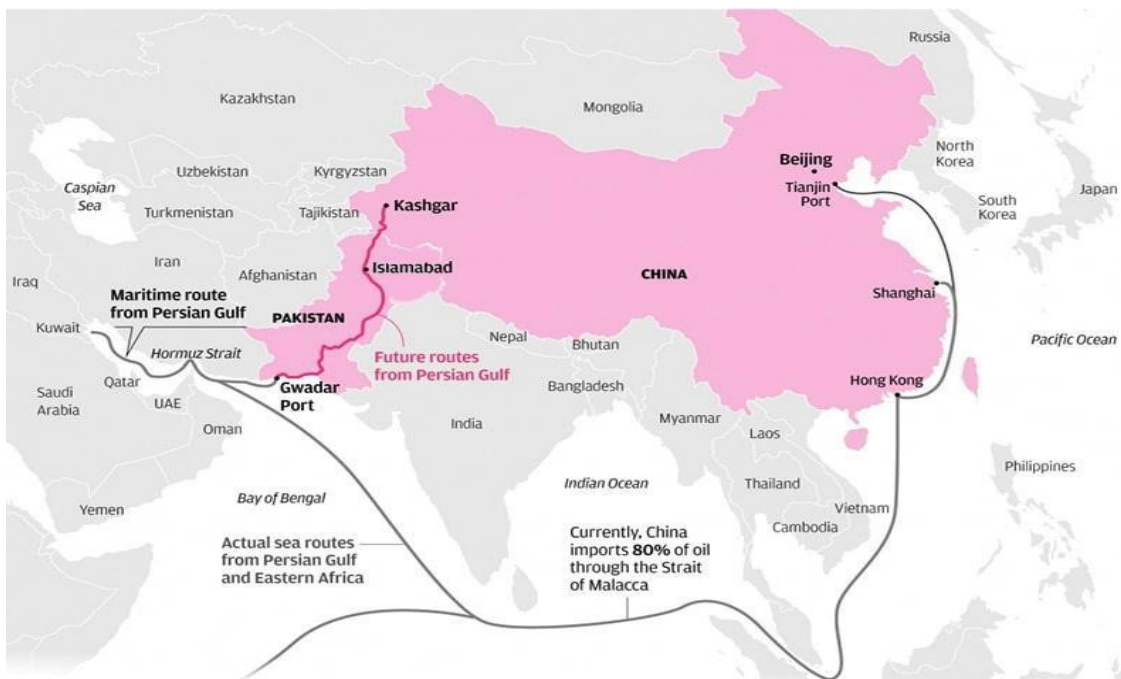 Russia
Kazakhstan
Mongolia
North
Korea
Beijing
Tianjin
Port
South
Korea
Japan
Uzbekistan
Kyrgyzstan
Caspian
Sea
Turkmenistan
Tajikistan
Kashgar
Iran
Afghanistan
Islamabad
CHINA
Shanghai
Iraq
Maritime route
from Persian Gulf
Kuwait
PAKISTAN
Hormuz Strait
Future routes
from Persian Gulf
Nepal
Bhutan
Pacific Ocean
Qatar
Gwadar
Port
Bangladesh
Hong Kong
Saudi
Arabia
UAE
Oman
India
Myanmar
Laos
Philippines
Yemen
Bay of Bengal
Indian Ocean
Thailand
Vietnam
Cambodia
Actual sea routes
from Persian Gulf
and Eastern Africa
Currently, China
imports 80% of oil
through the Strait
of Malacca